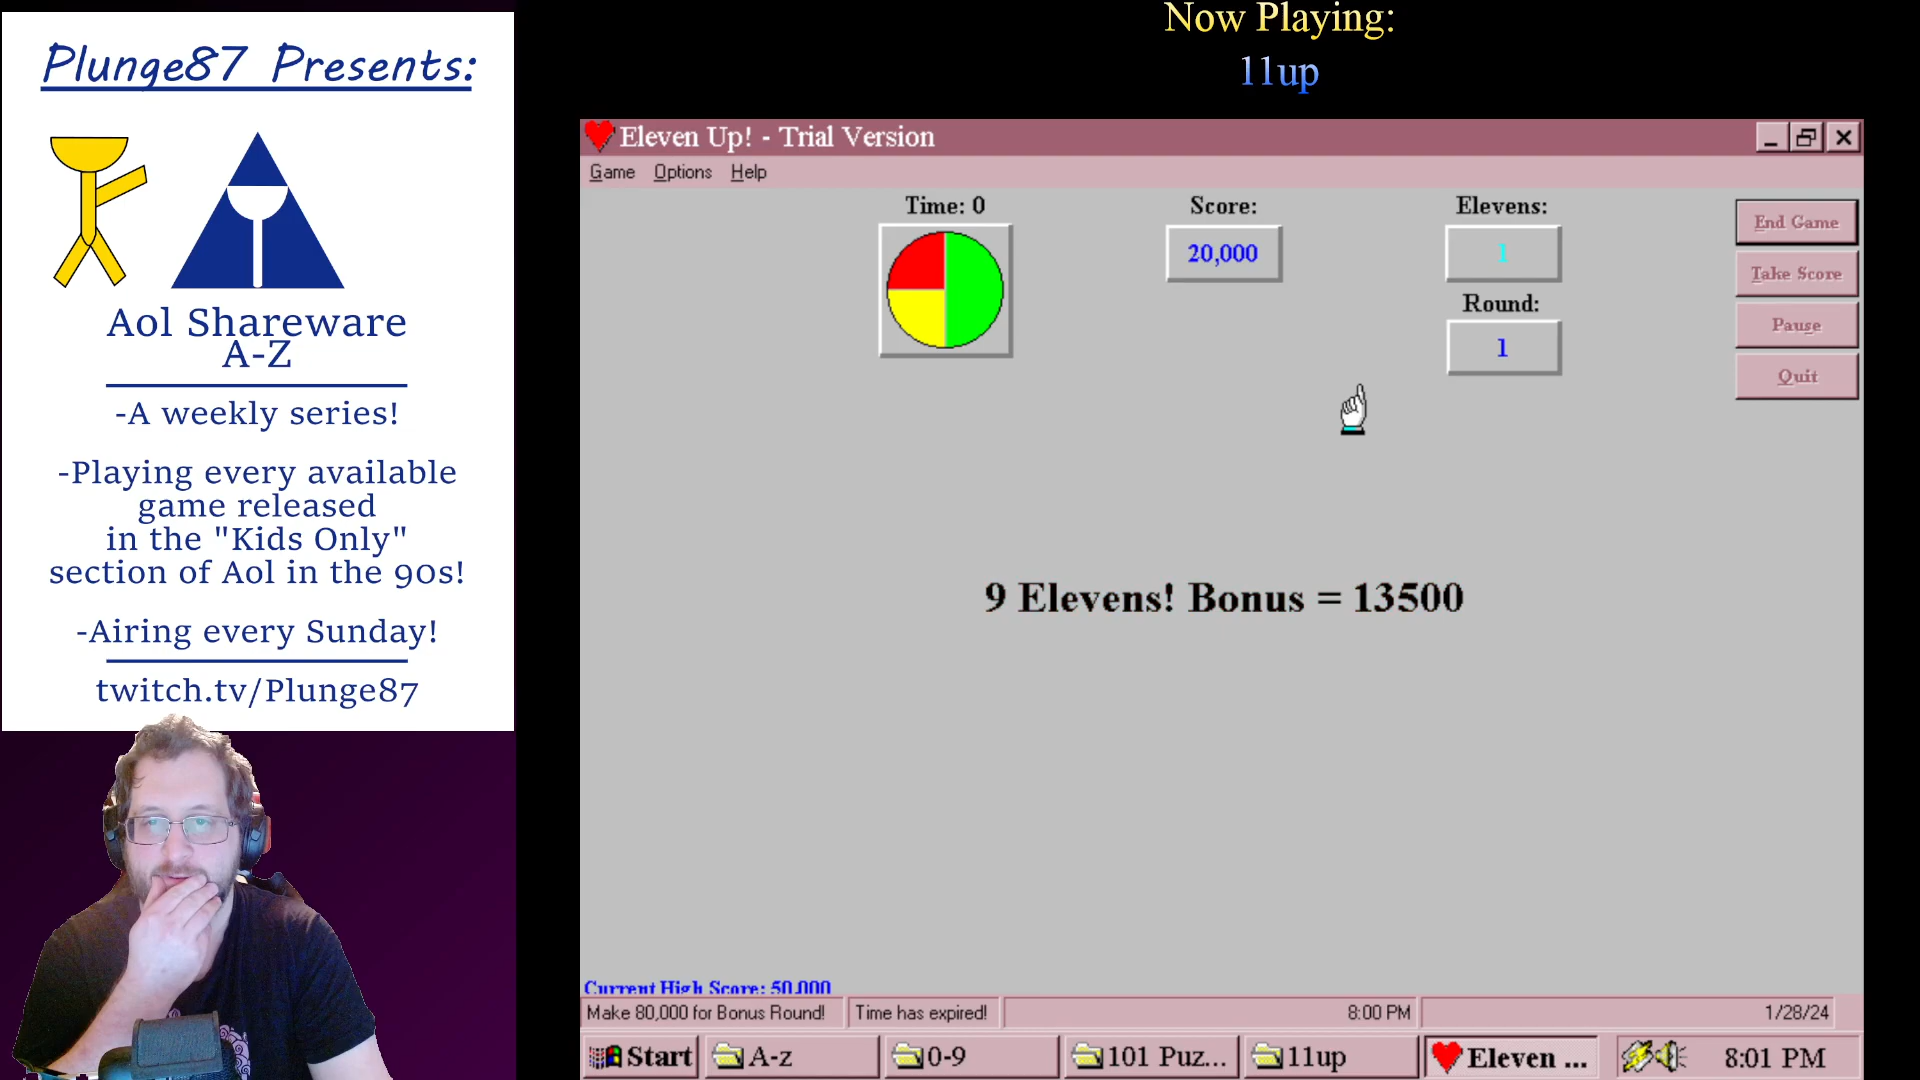 Plunge87 Presents:
Aol Shareware
A-Z
-A weekly series!
-Playing every available
game released
in the "Kids Only"
section of Aol in the 90s!
-Airing every Sunday!
twitch.tv/Plunge87
Now Playing:
11up
Eleven Up! - Trial Version
Game Options Help
Time: 0
Score:
20,000
Elevens:
1
Round:
1
End Game
Take Score
Pause
Quit
9 Elevens! Bonus = 13500
Current High Score: 50,000
Make 80,000 for Bonus Round! Time has expired! 8:00 PM 1/28/24
Start A-z 0-9 101 Puz... 11up Eleven ... 8:01 PM